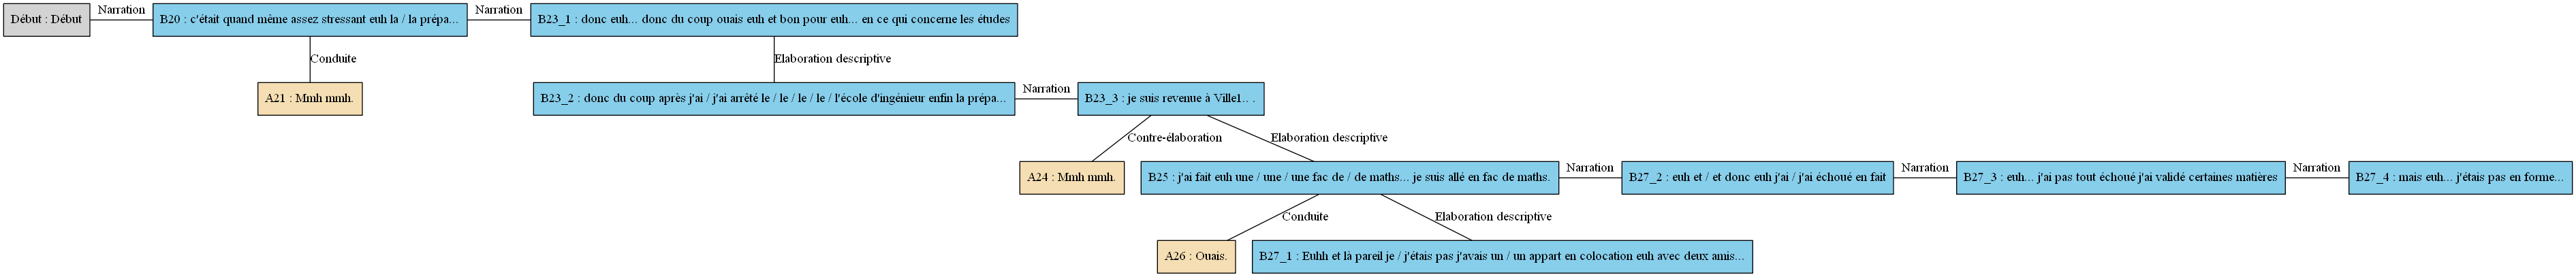 Début : Début
Narration
B20 : c'était quand même assez stressant euh la / la prépa...
Narration
B23_1 : donc euh... donc du coup ouais euh et bon pour euh... en ce qui concerne les études
Conduite
Elaboration descriptive
A21 : Mmh mmh.
B23_2 : donc du coup après j'ai / j'ai arrêté le / le / le / le / l'école d'ingénieur enfin la prépa...
Narration
B23_3 : je suis revenue à Ville1.. .
Contre-élaboration
Elaboration descriptive
A24 : Mmh mmh.
B25 : j'ai fait euh une / une / une fac de / de maths... je suis allé en fac de maths.
Narration
B27_2 : euh et / et donc euh j'ai / j'ai échoué en fait
Narration
B27_3 : euh... j'ai pas tout échoué j'ai validé certaines matières
Narration
B27_4 : mais euh... j'étais pas en forme...
Conduite
Elaboration descriptive
A26 : Ouais.
B27_1 : Euhh et là pareil je / j'étais pas j'avais un / un appart en colocation euh avec deux amis...